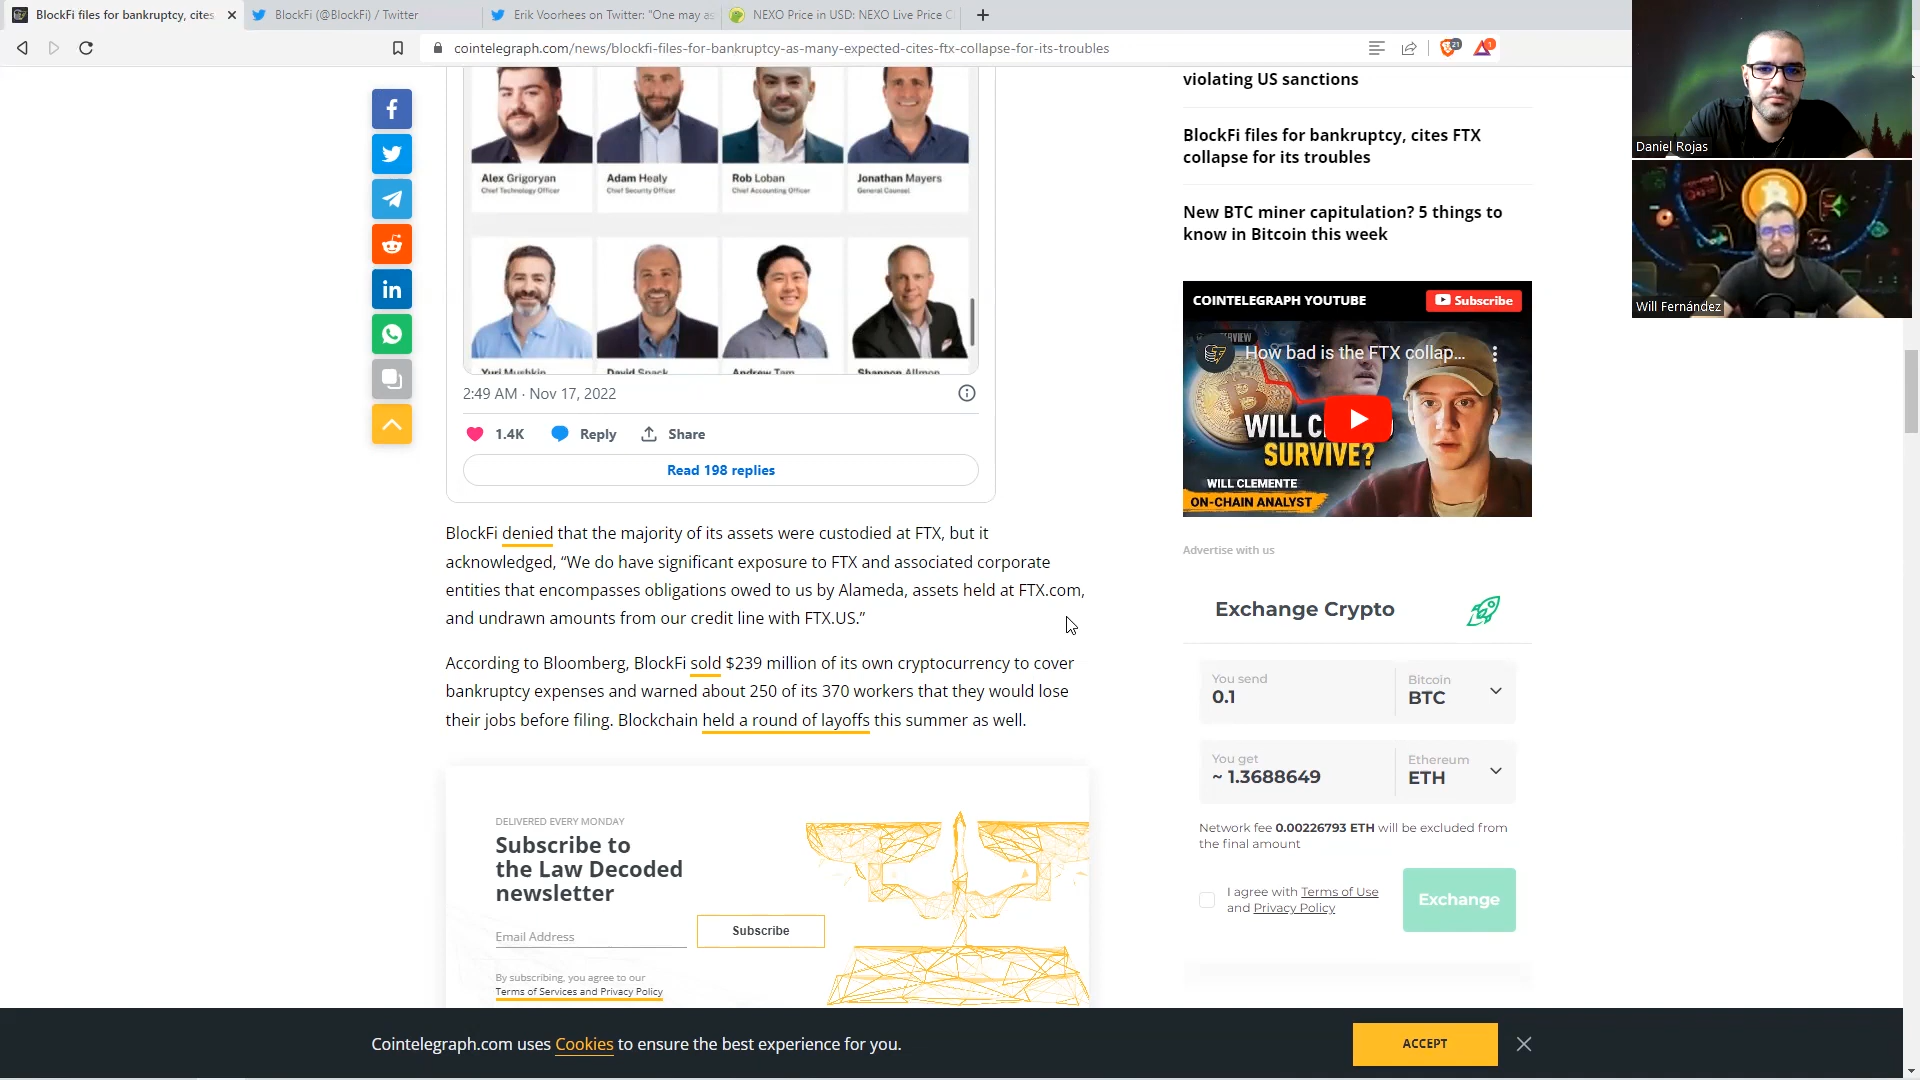 BlockFi files for bankruptcy, cites
BlockFi (@BlockFi) / Twitter
Erik Voorhees on Twitter: "One may as
NEXO Price in USD: NEXO Live Price C
cointelegraph.com/news/blockfi-files-for-bankruptcy-as-many-expected-cites-ftx-collapse-for-its-troubles
21
1
Alex Grigoryan
Chief Technology Officer
Adam Healy
Chief Security Officer
Rob Loban
Chief Accounting Officer
Jonathan Mayers
General Counsel
Yuri Mushkin
David Spack
Andrew Tam
Shannon Allmon
2:49 AM · Nov 17, 2022
1.4K
Reply
Share
Read 198 replies
BlockFi denied that the majority of its assets were custodied at FTX, but it
acknowledged, “We do have significant exposure to FTX and associated corporate
entities that encompasses obligations owed to us by Alameda, assets held at FTX.com,
and undrawn amounts from our credit line with FTX.US.”
According to Bloomberg, BlockFi sold $239 million of its own cryptocurrency to cover
bankruptcy expenses and warned about 250 of its 370 workers that they would lose
their jobs before filing. Blockchain held a round of layoffs this summer as well.
DELIVERED EVERY MONDAY
Subscribe to
the Law Decoded
newsletter
Email Address
Subscribe
By subscribing, you agree to our
Terms of Services and Privacy Policy
violating US sanctions
BlockFi files for bankruptcy, cites FTX
collapse for its troubles
New BTC miner capitulation? 5 things to
know in Bitcoin this week
COINTELEGRAPH YOUTUBE
Subscribe
How bad is the FTX collap...
WILL C
SURVIVE?
WILL CLEMENTE
ON-CHAIN ANALYST
Advertise with us
Exchange Crypto
You send
0.1
Bitcoin
BTC
You get
~ 1.3688649
Ethereum
ETH
Network fee 0.00226793 ETH will be excluded from
the final amount
I agree with Terms of Use
and Privacy Policy
Exchange
Daniel Rojas
Will Fernández
Cointelegraph.com uses Cookies to ensure the best experience for you.
ACCEPT